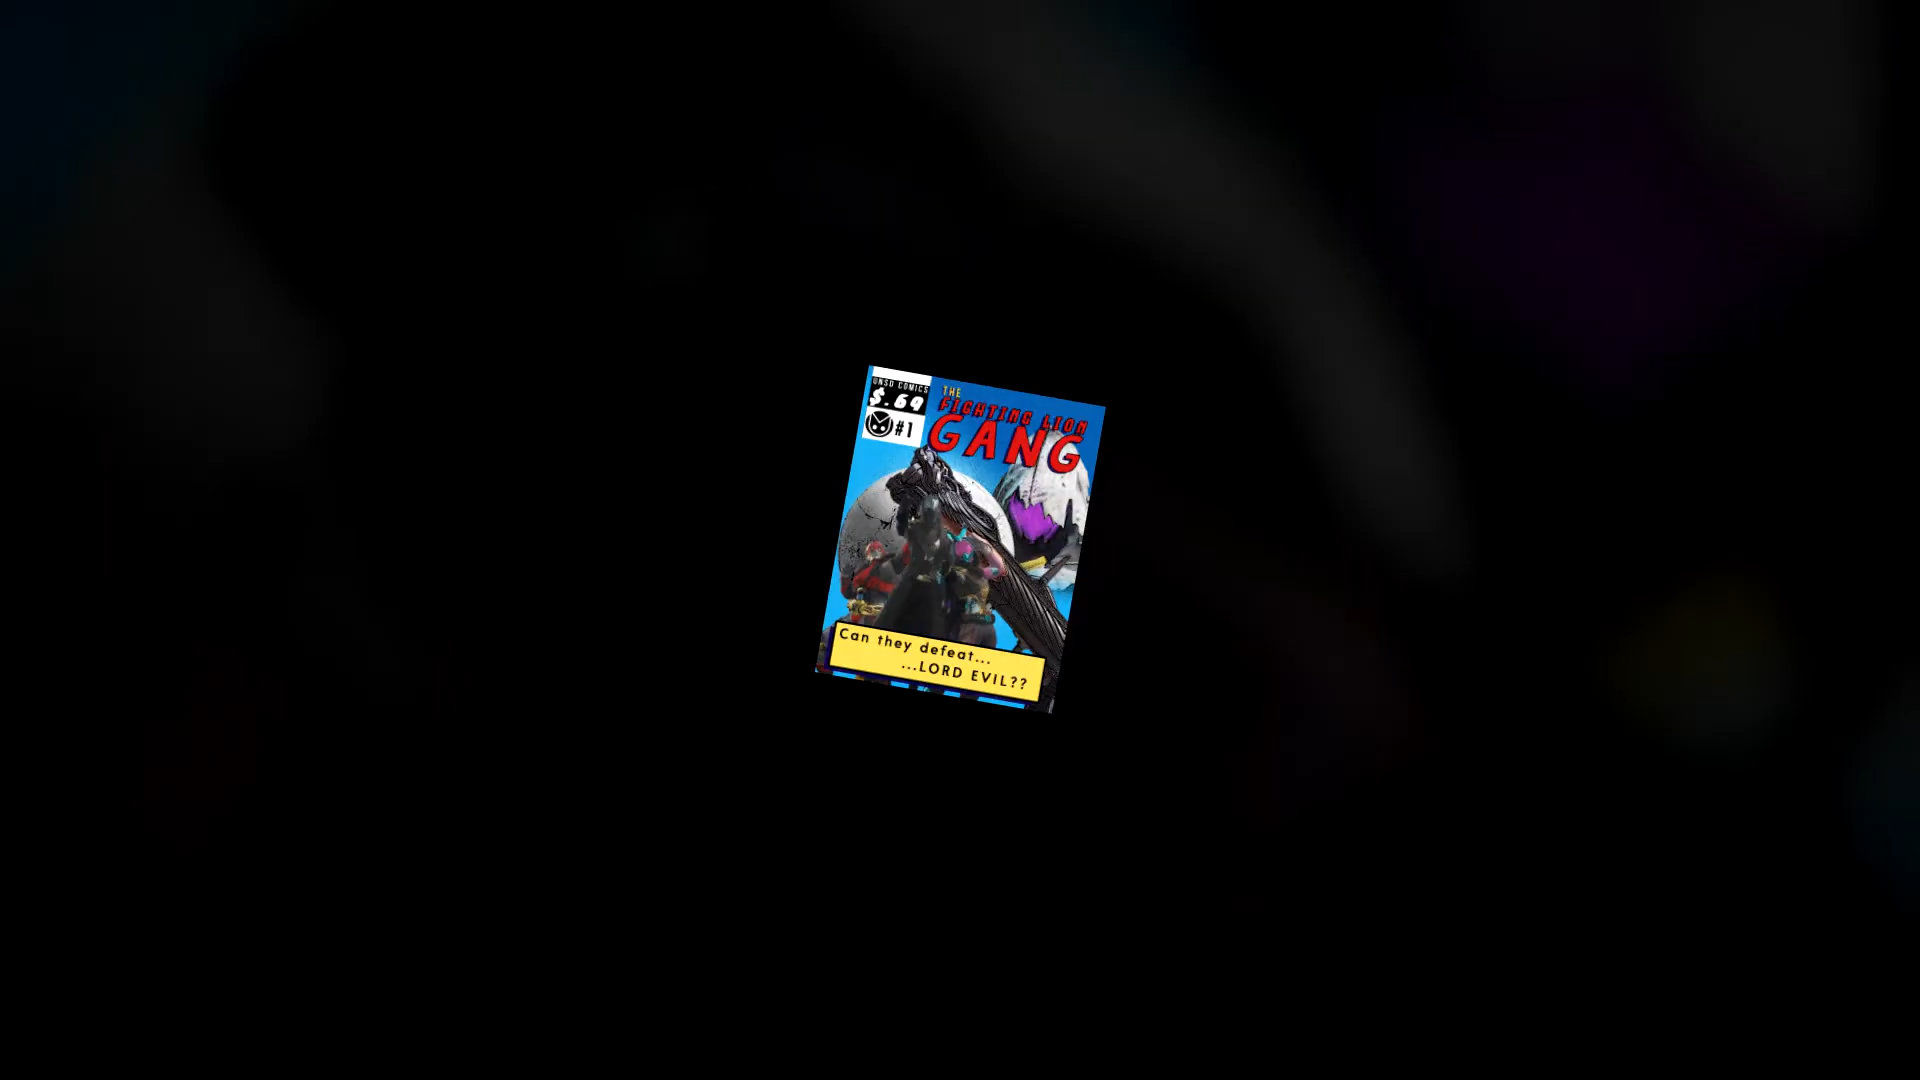 UNSD COMICS
$.69
#1
THE
FIGHTING LION
GANG
Can they defeat...
...LORD EVIL??